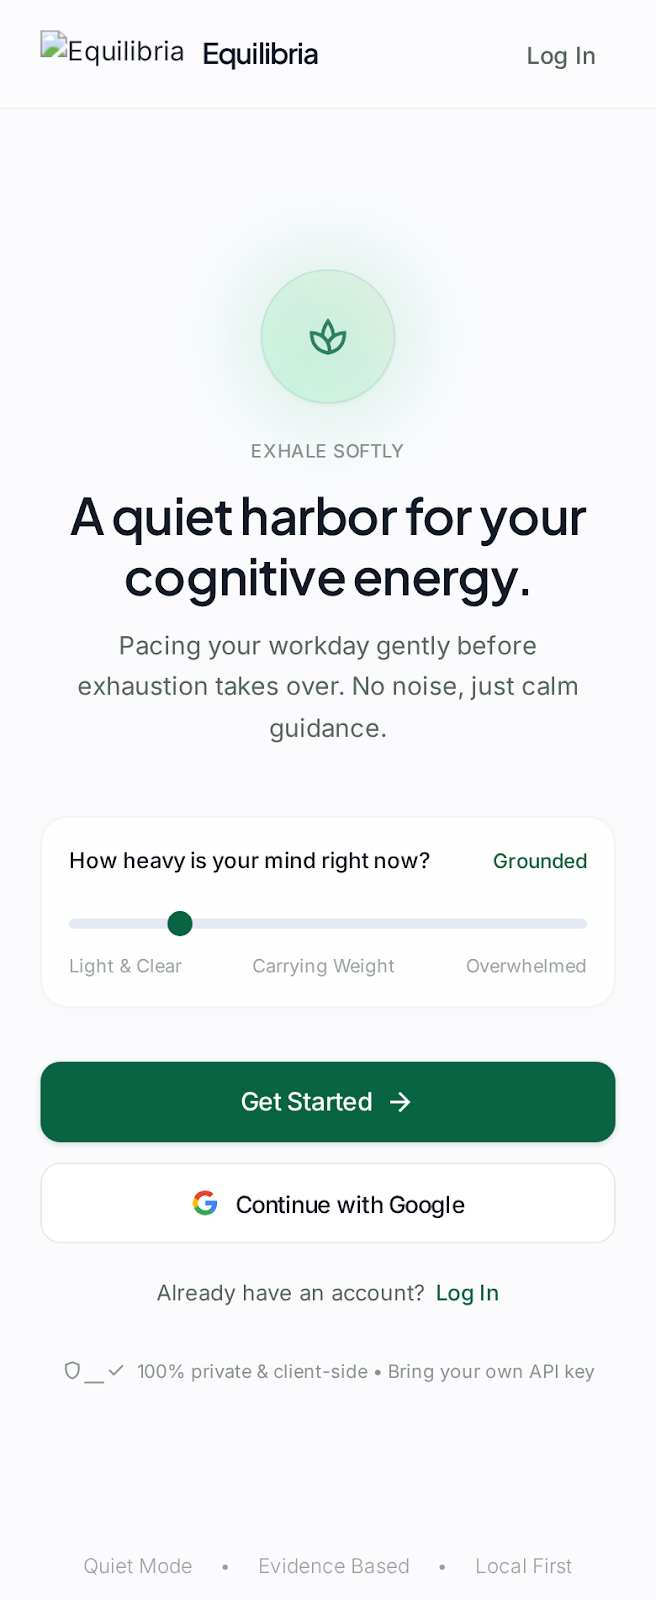 Equilibria Equilibria Log In
EXHALE SOFTLY
A quiet harbor for your
cognitive energy.
Pacing your workday gently before
exhaustion takes over. No noise, just calm
guidance.
How heavy is your mind right now? Grounded
Light & Clear Carrying Weight Overwhelmed
Get Started →
Continue with Google
Already have an account? Log In
100% private & client-side • Bring your own API key
Quiet Mode • Evidence Based • Local First